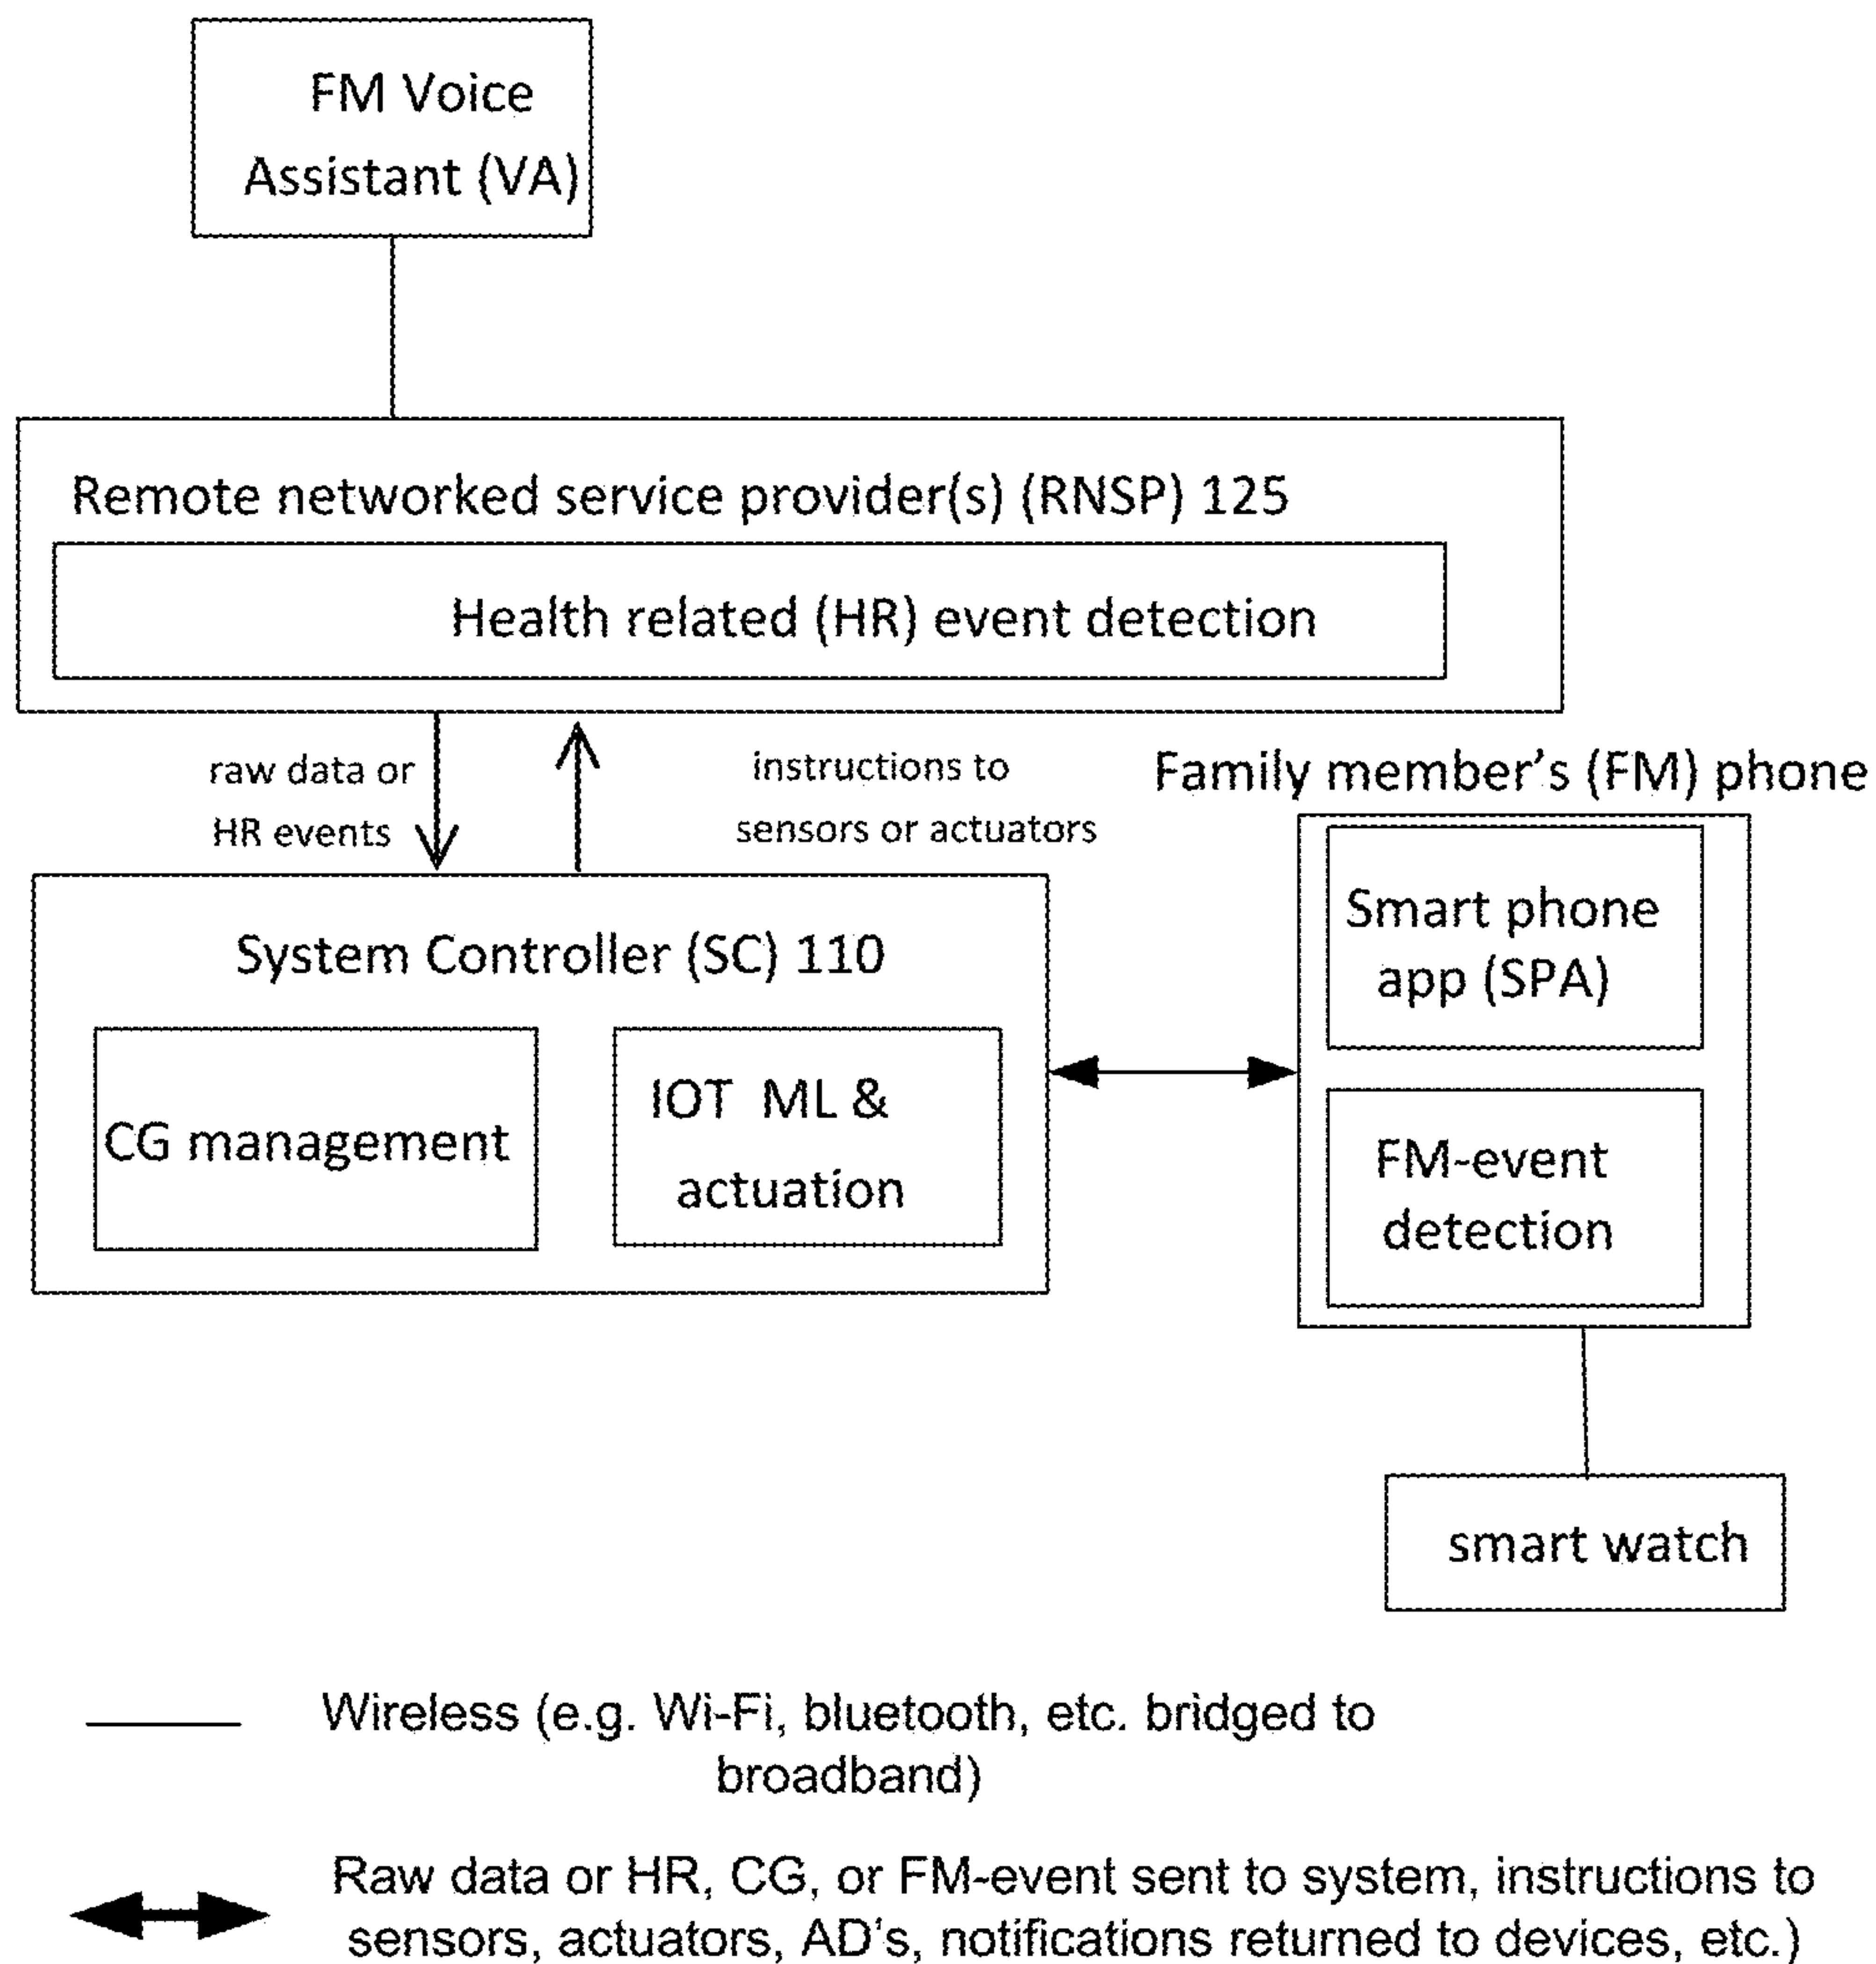 FM Voice
Assistant (VA)
Remote networked service provider(s) (RNSP) 125
Health related (HR) event detection
raw data or
HR events
instructions to
sensors or actuators
Family member's (FM) phone
Smart phone
app (SPA)
System Controller (SC) 110
CG management
IOT ML &
actuation
FM-event
detection
smart watch
Wireless (e.g. Wi-Fi, bluetooth, etc. bridged to
broadband)
Raw data or HR, CG, or FM-event sent to system, instructions to
sensors, actuators, AD's, notifications returned to devices, etc.)